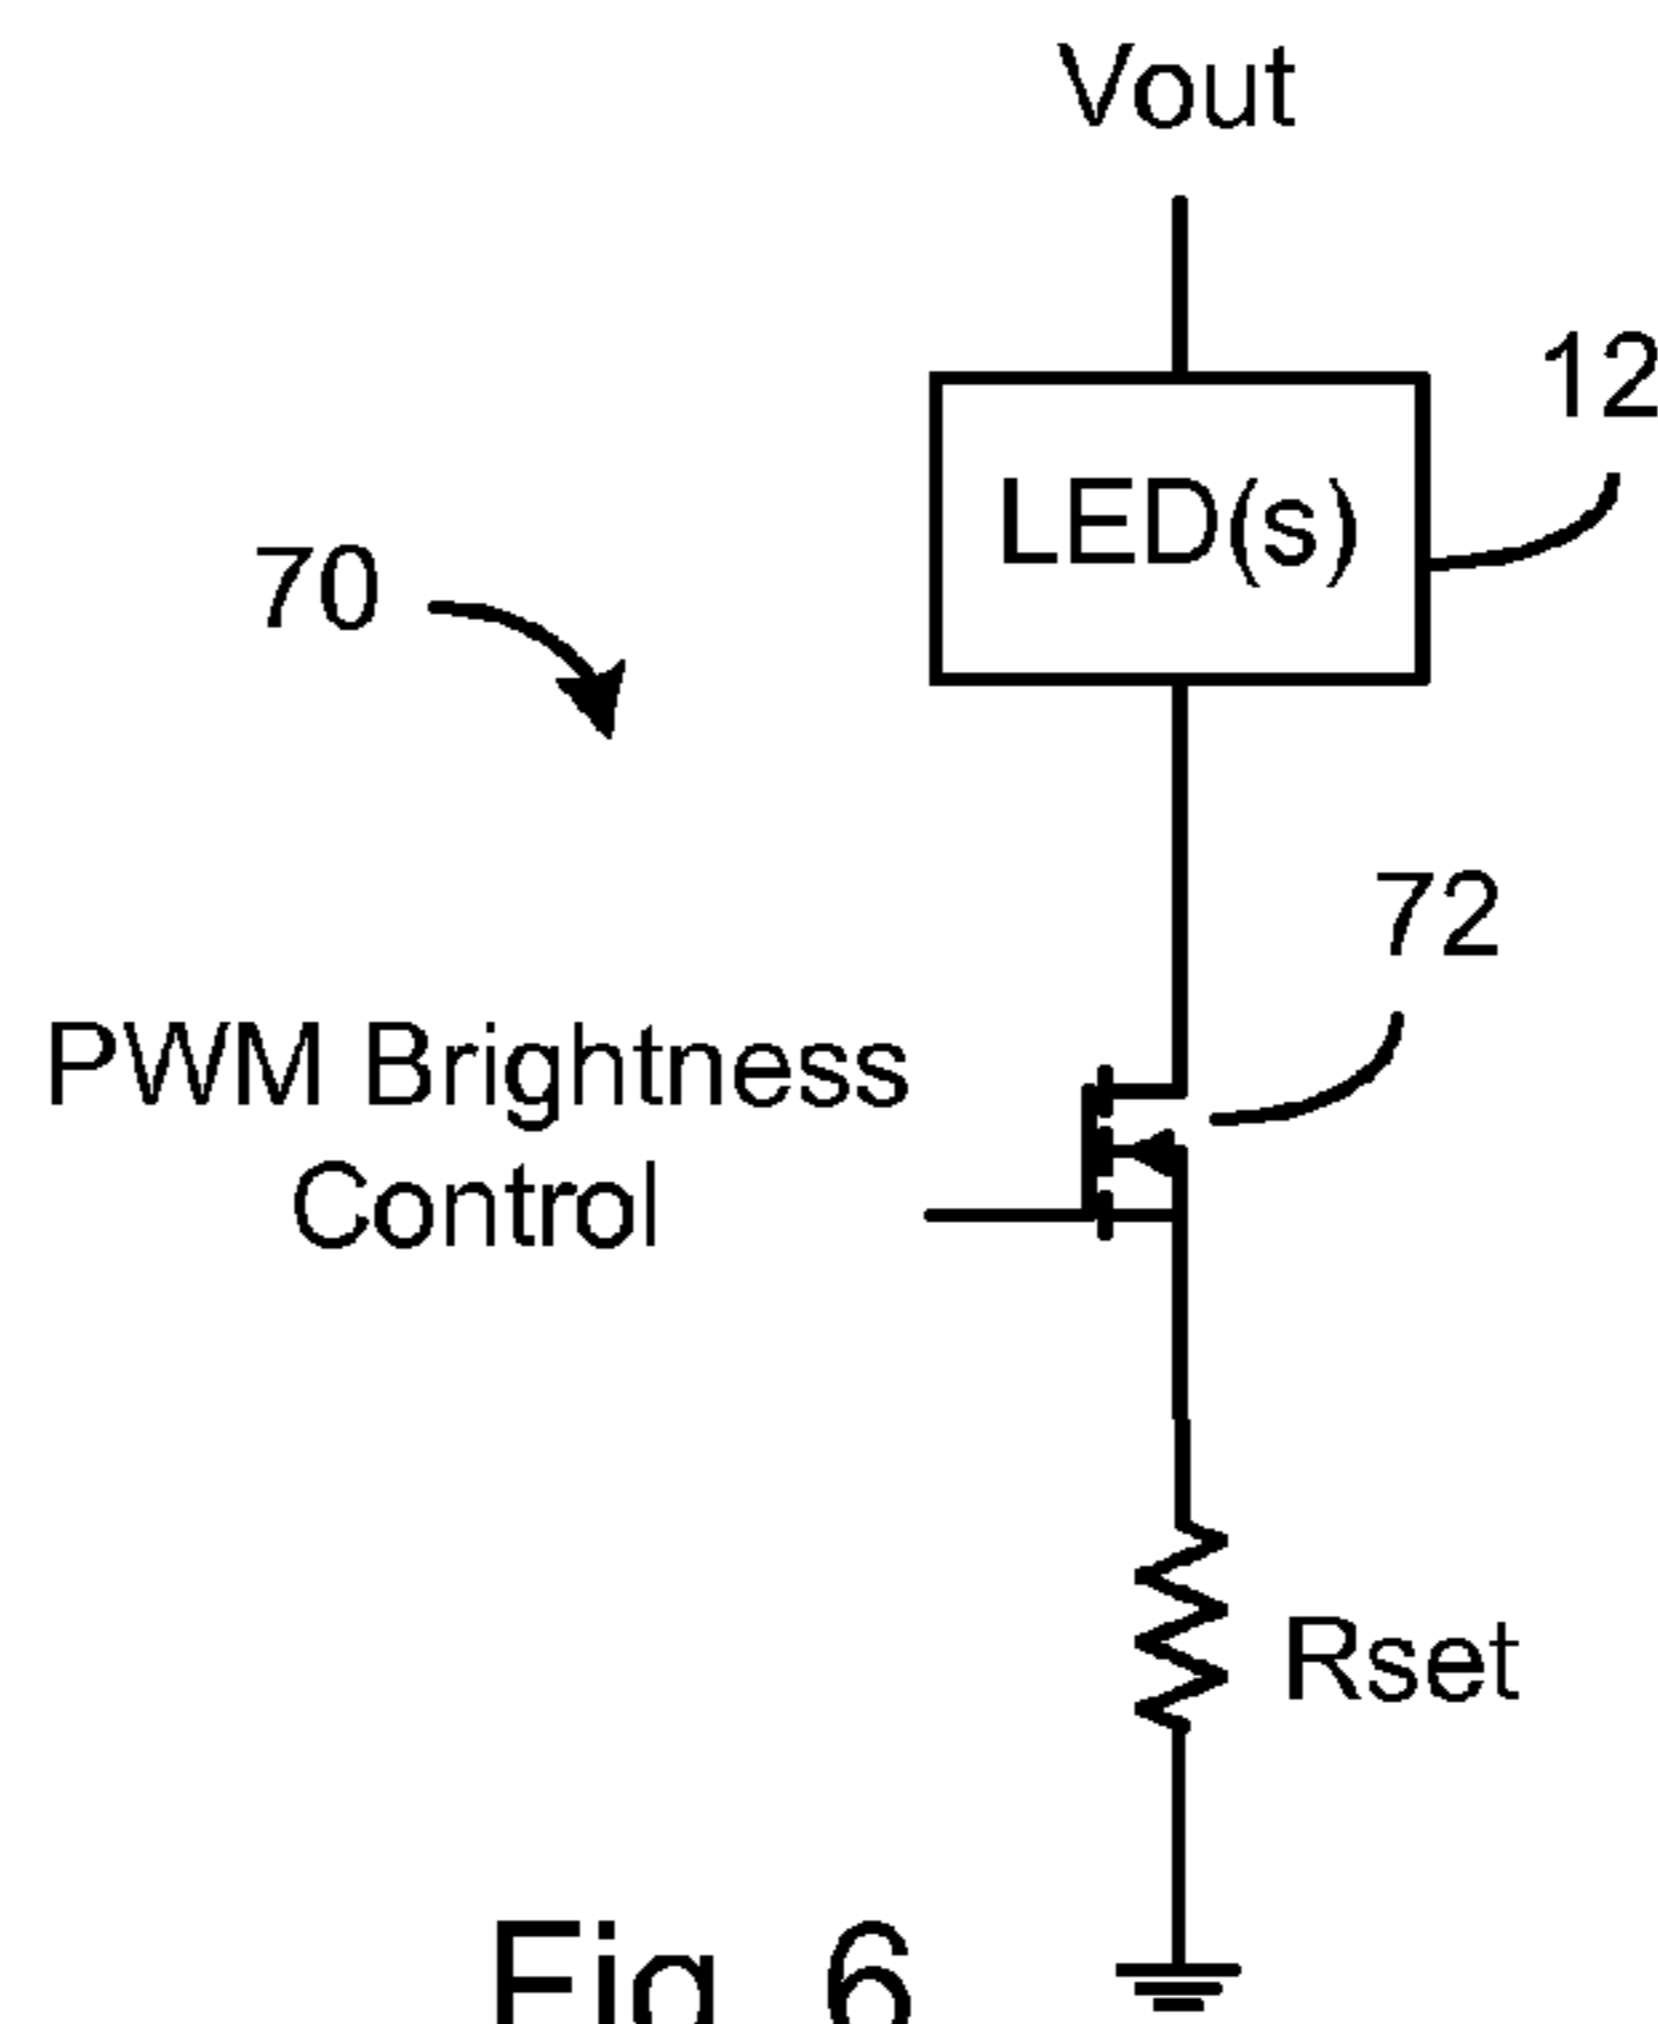 Vout
12
LED(s)
70
72
PWM Brightness
Control
Rset
Fig 6